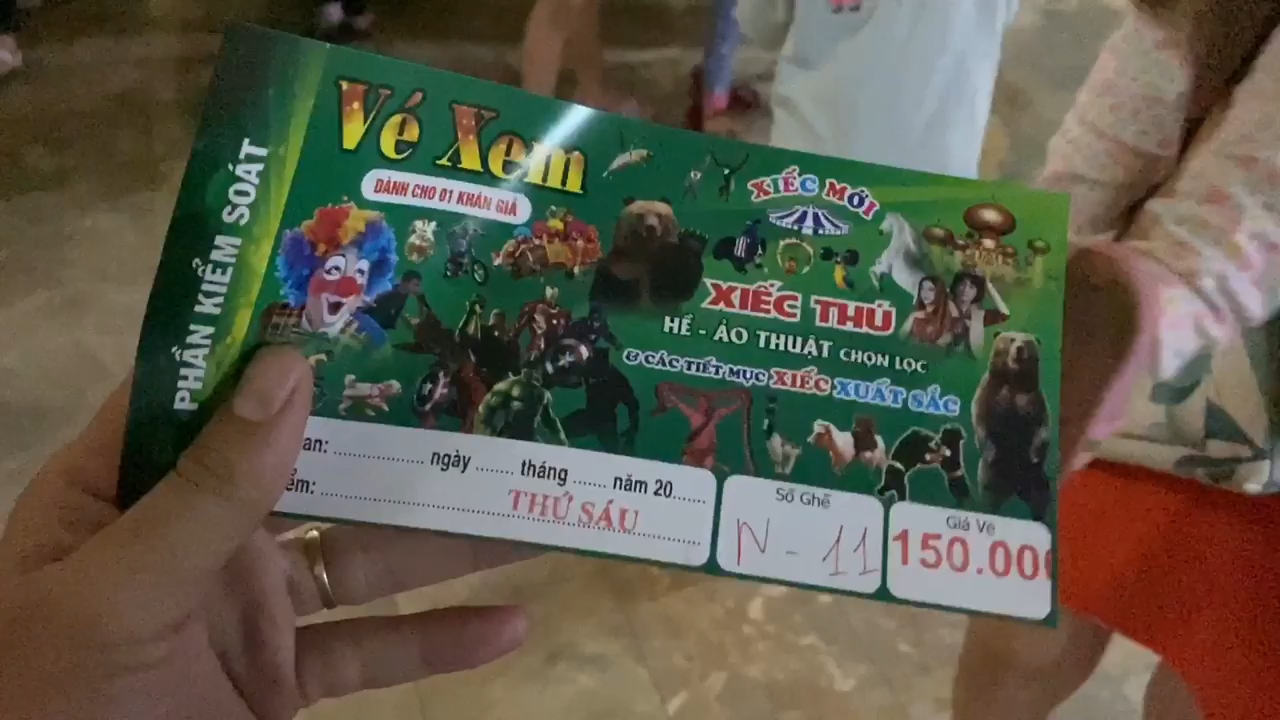 PHẦN KIỂM SOÁT
Vé Xem
DÀNH CHO 01 KHÁN GIẢ
XIẾC MỚI
XIẾC THÚ
HỀ - ẢO THUẬT CHỌN LỌC
& CÁC TIẾT MỤC XIẾC XUẤT SẮC
ngày ........ tháng ....... năm 20.......
THỨ SÁU
Số Ghế
N - 11
Giá Vé
150.000